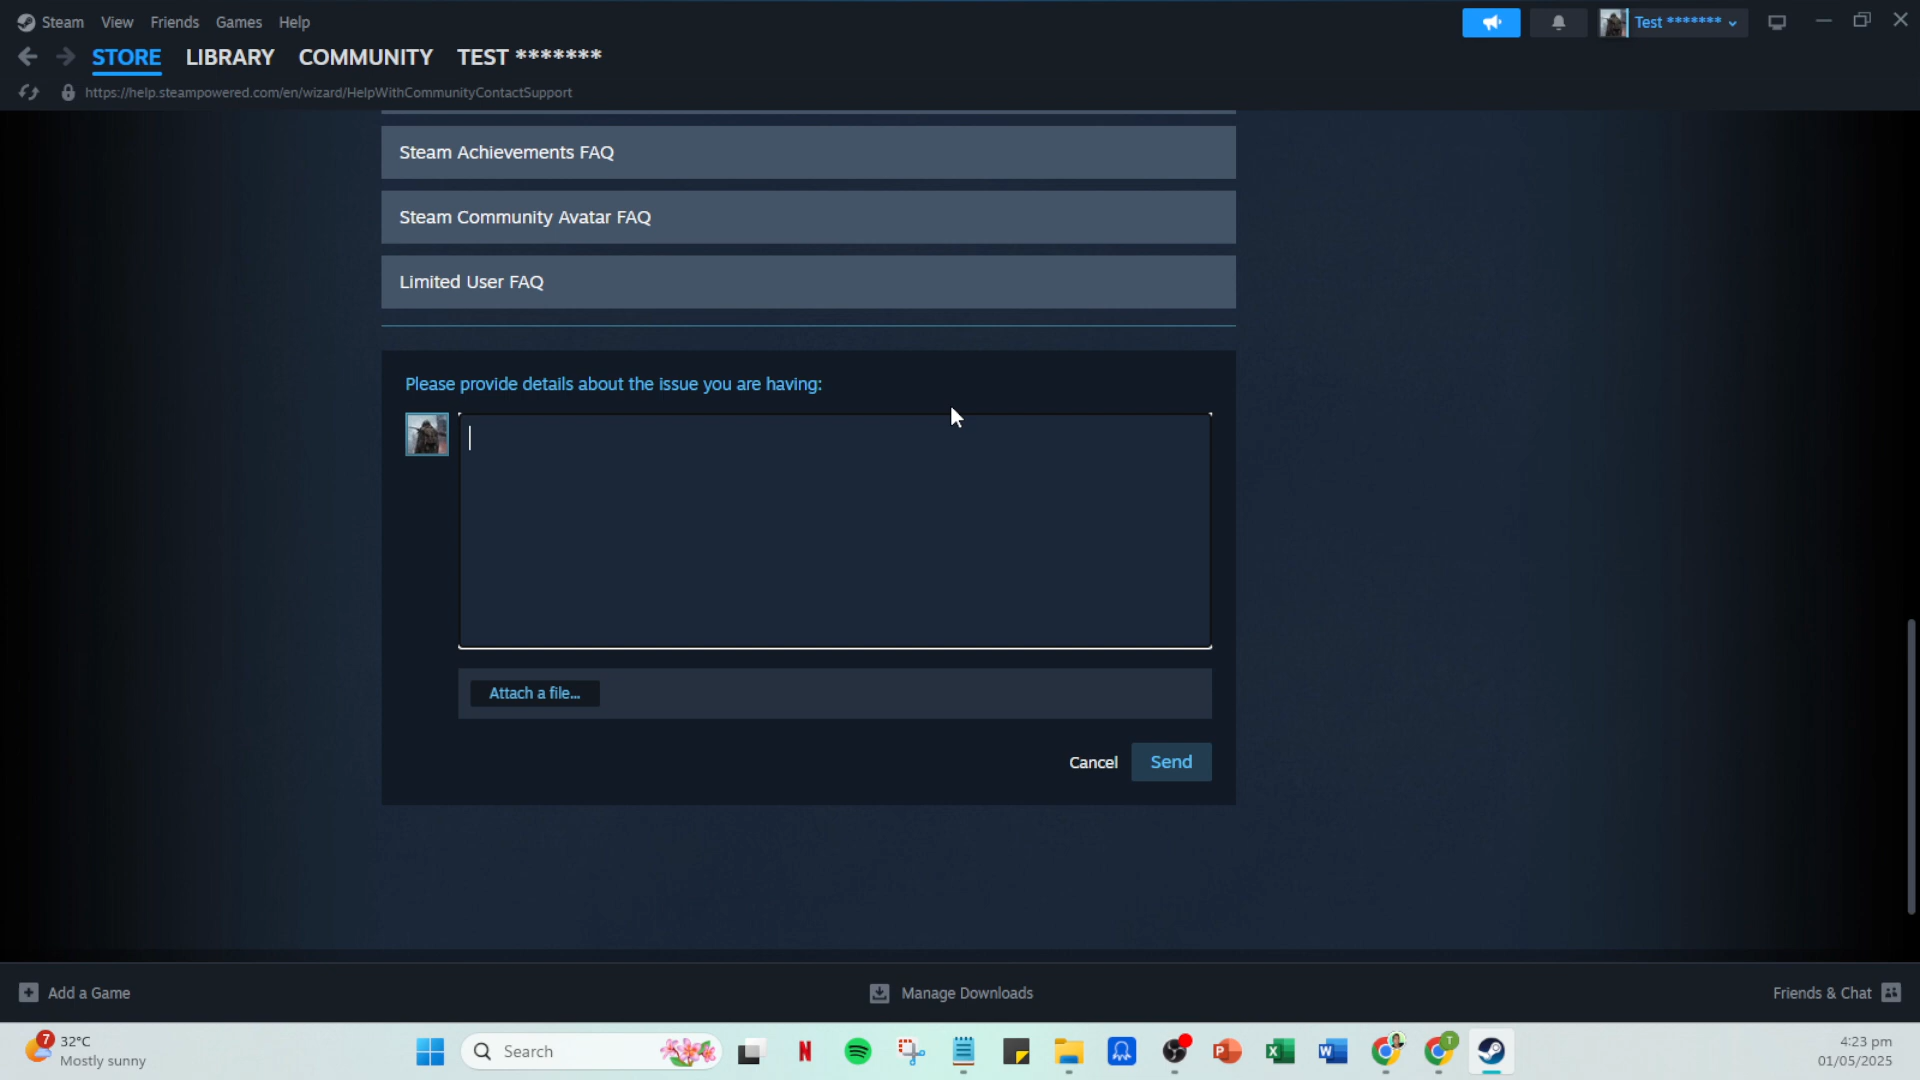 Steam View Friends Games Help
Test *******
STORE LIBRARY COMMUNITY TEST *******
https://help.steampowered.com/en/wizard/HelpWithCommunityContactSupport
Steam Achievements FAQ
Steam Community Avatar FAQ
Limited User FAQ
Please provide details about the issue you are having:
Attach a file...
Cancel Send
Add a Game
Manage Downloads
Friends & Chat
7
32°C
Mostly sunny
Search
N
T
P
X
W
4:23 pm
01/05/2025